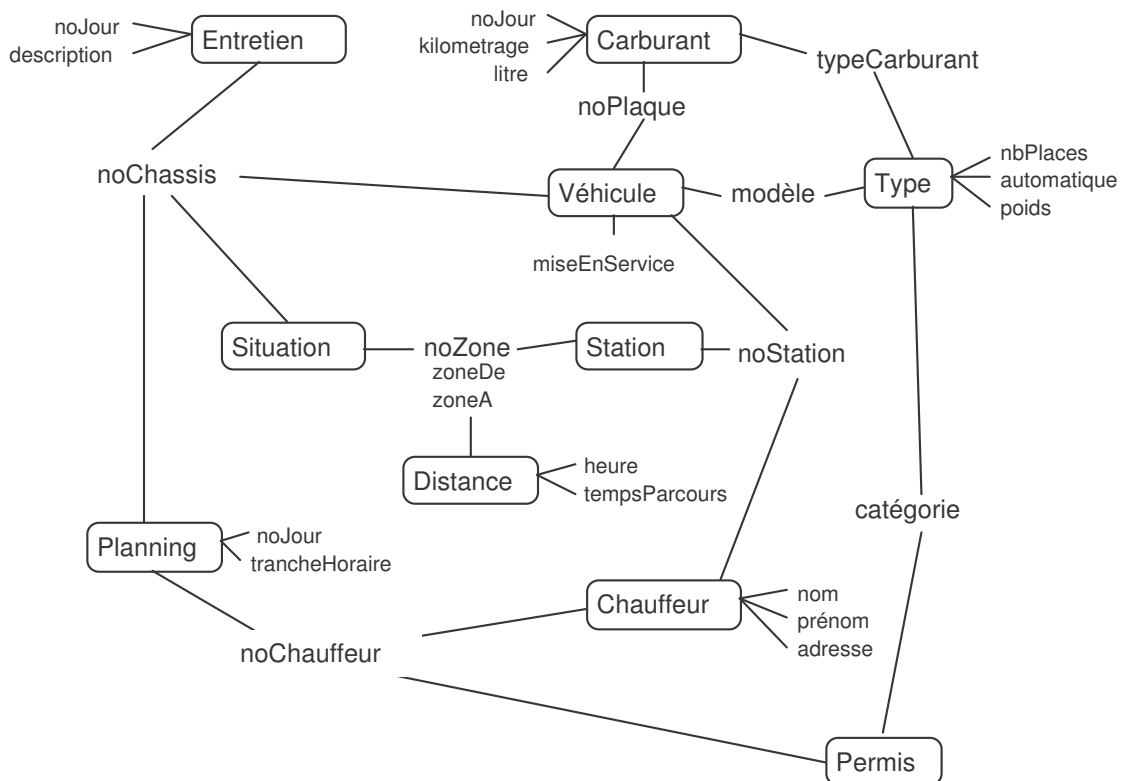 noJour
description
Entretien
noJour
kilometrage
litre
Carburant
typeCarburant
noPlaque
noChassis
Véhicule
modèle
Type
nbPlaces
automatique
poids
miseEnService
Situation
noZone
zoneDe
zoneA
Station
noStation
Distance
heure
tempsParcours
catégorie
Planning
noJour
trancheHoraire
Chauffeur
nom
prénom
adresse
noChauffeur
Permis